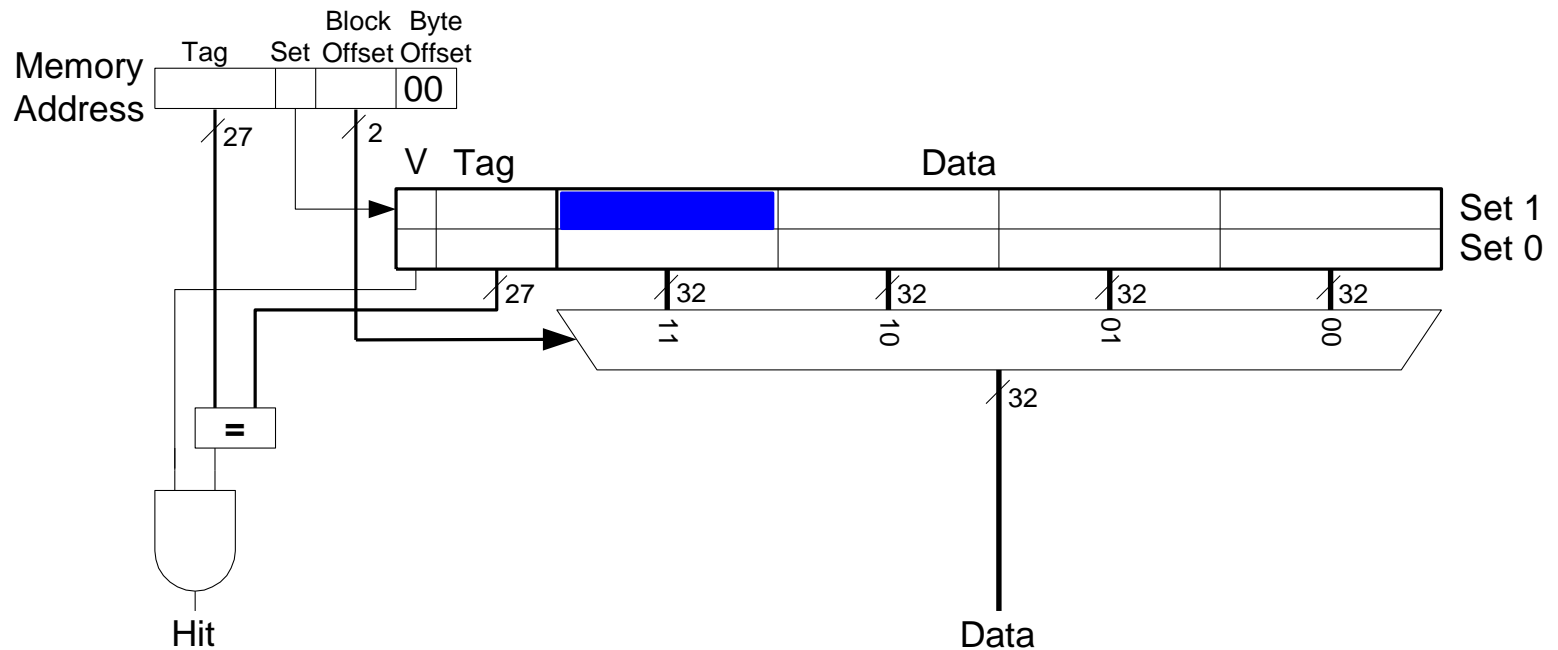 Block Byte
Tag Set Offset Offset
Memory
Address
00
27
2
V Tag Data
Set 1
Set 0
27 32 32 32 32
11 10 01 00
32
=
Hit Data